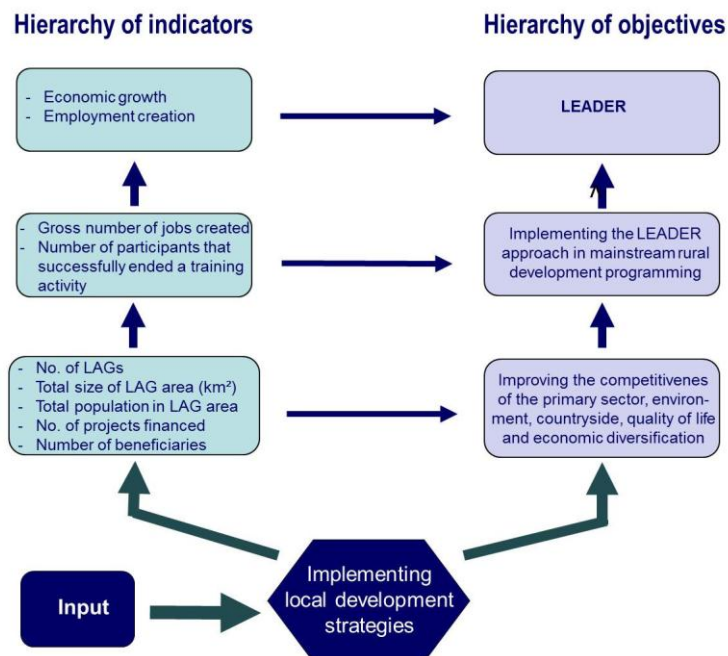 Hierarchy of indicators
Hierarchy of objectives
- Economic growth
- Employment creation
LEADER
- Gross number of jobs created
- Number of participants that
successfully ended a training
activity
Implementing the LEADER
approach in mainstream rural
development programming
- No. of LAGs
- Total size of LAG area (km²)
- Total population in LAG area
- No. of projects financed
- Number of beneficiaries
Improving the competitivenes
of the primary sector, environ-
ment, countryside, quality of life
and economic diversification
Input
Implementing
local development
strategies